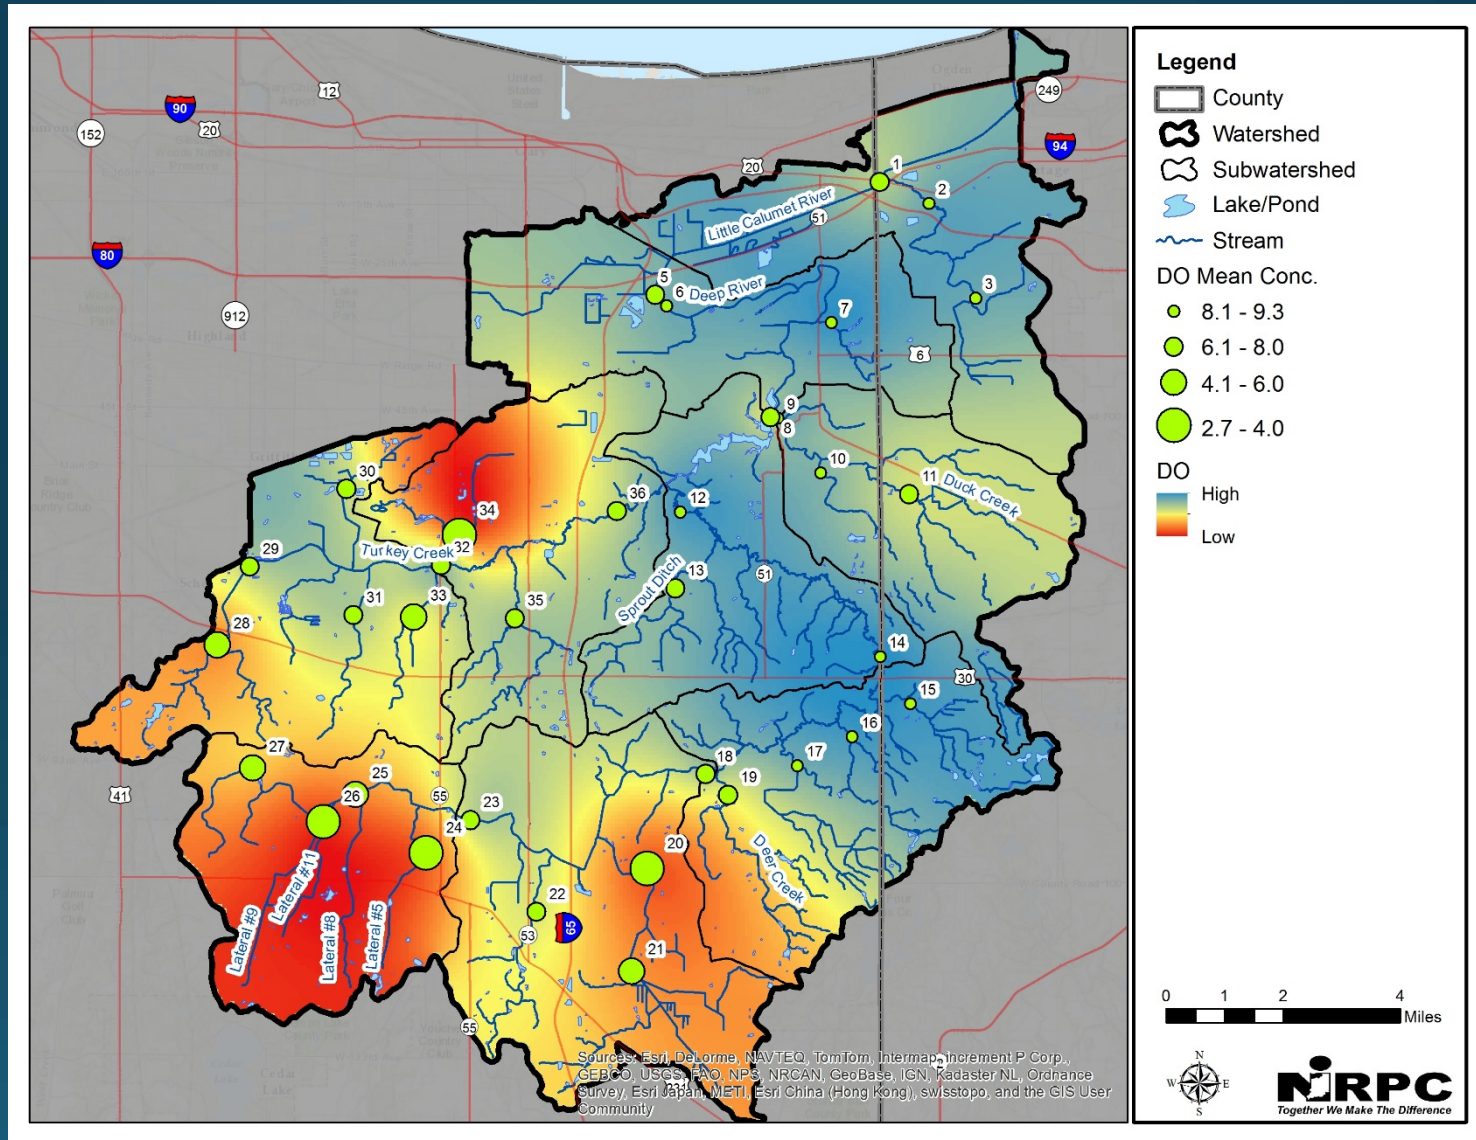 12
90
20
152
249
94
20
1
2
Little Calumet River
51
80
5
6
Deep River
3
912
7
Highland
6
9
8
10
11
Duck Creek
30
34
36
12
Turkey Creek
32
29
31
33
35
Sprout Ditch
13
51
28
14
30
15
16
27
25
26
55
41
24
23
18
19
17
20
Deer Creek
Lateral #11
Lateral #9
Lateral #8
Lateral #5
22
53
65
21
55
Sources: Esri, DeLorme, NAVTEQ, TomTom, Intermap, increment P Corp.,
GEBCO, USGS, FAO, NPS, NRCAN, GeoBase, IGN, Kadaster NL, Ordnance
Survey, Esri Japan, METI, Esri China (Hong Kong), swisstopo, and the GIS User
Community
Legend
County
Watershed
Subwatershed
Lake/Pond
Stream
DO Mean Conc.
8.1 - 9.3
6.1 - 8.0
4.1 - 6.0
2.7 - 4.0
DO
High
Low
0 1 2 4
Miles
N
W E
S
NiRPC
Together We Make The Difference